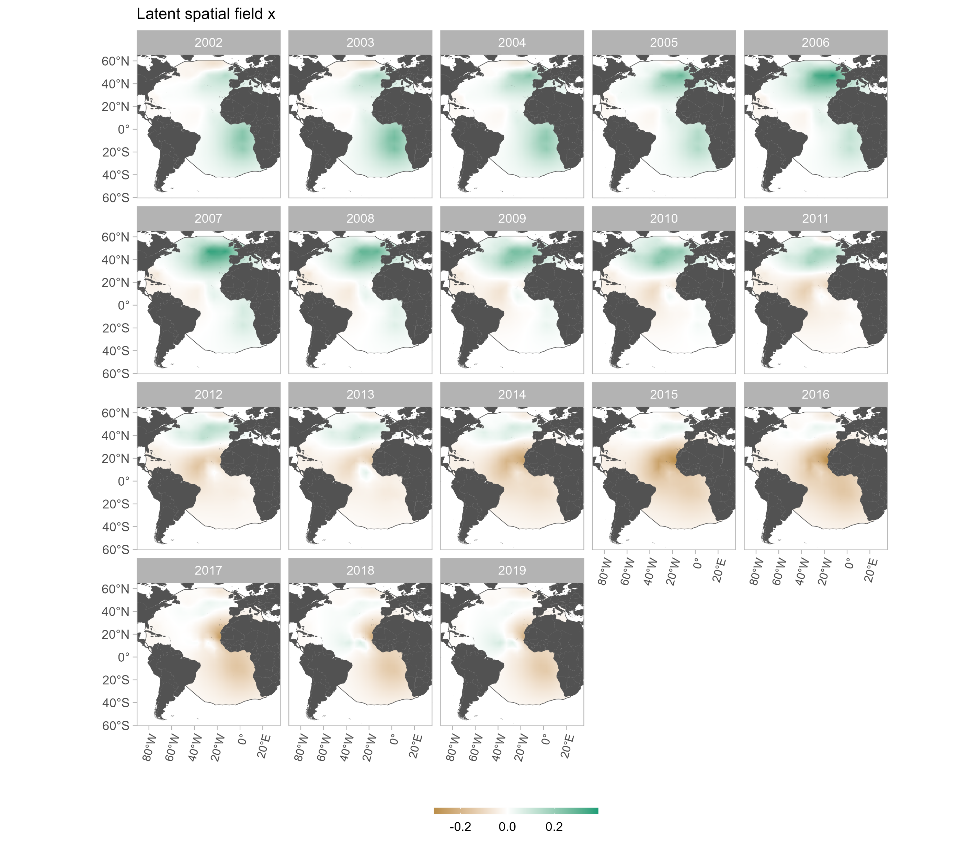 Latent spatial field x
2002 2003 2004 2005 2006
60°N
40°N
20°N
0°
20°S
40°S
60°S
2007 2008 2009 2010 2011
60°N
40°N
20°N
0°
20°S
40°S
60°S
2012 2013 2014 2015 2016
60°N
40°N
20°N
0°
20°S
40°S
60°S
80°W 60°W 40°W 20°W 0° 20°E 80°W 60°W 40°W 20°W 0° 20°E
2017 2018 2019
60°N
40°N
20°N
0°
20°S
40°S
60°S
80°W 60°W 40°W 20°W 0° 20°E 80°W 60°W 40°W 20°W 0° 20°E 80°W 60°W 40°W 20°W 0° 20°E
-0.2 0.0 0.2